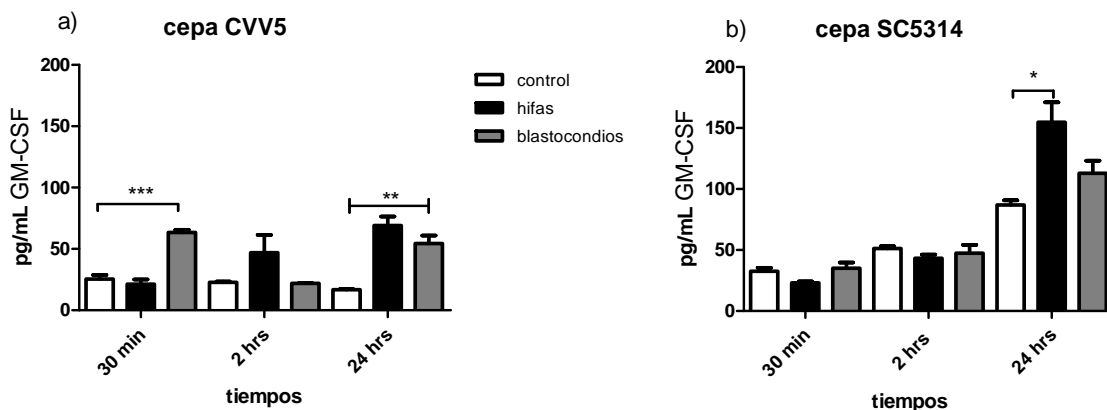 a)
cepa CVV5
200
150
100
50
0
pg/mL GM-CSF
***
**
30 min
2 hrs
24 hrs
tiempos
control
hifas
blastocondios
b)
cepa SC5314
200
150
100
50
0
pg/mL GM-CSF
*
30 min
2 hrs
24 hrs
tiempos